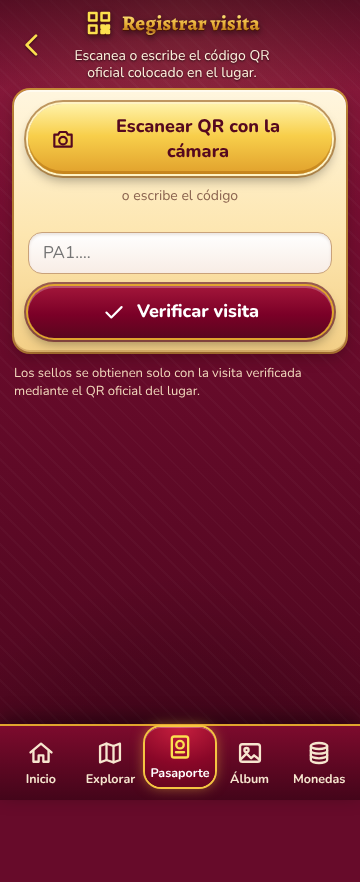 Registrar visita
Escanea o escribe el código QR
oficial colocado en el lugar.
Escanear QR con la
cámara
o escribe el código
PA1....
Verificar visita
Los sellos se obtienen solo con la visita verificada
mediante el QR oficial del lugar.
Inicio
Explorar
Pasaporte
Álbum
Monedas